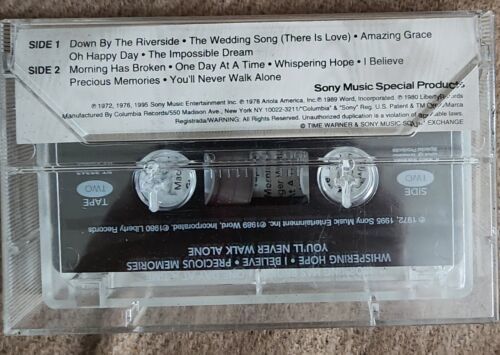 SIDE 1 Down By The Riverside • The Wedding Song (There Is Love) • Amazing Grace
Oh Happy Day • The Impossible Dream
SIDE 2 Morning Has Broken • One Day At A Time • Whispering Hope • I Believe
Precious Memories • You'll Never Walk Alone
Sony Music Special Products
℗ 1972, 1976, 1995 Sony Music Entertainment Inc. ℗ 1978 Ariola America, Inc. ℗ 1989 Word, Incorporated. ℗ 1980 Liberty Records
Manufactured By Columbia Records/550 Madison Ave., New York NY 10022-3211/"Columbia" & "Sony" Reg. U.S. Patent & TM Marca
Registrada/WARNING: All Rights Reserved. Unauthorized duplication is a violation of applicable laws.
© TIME WARNER & SONY MUSIC EXCHANGE
SIDE TWO
TAPE TWO
℗ 1972, 1995 Sony Music Entertainment Inc. ℗ 1989 Word, Incorporated. ℗ 1980 Liberty Records
WHISPERING HOPE • I BELIEVE • PRECIOUS MEMORIES
YOU'LL NEVER WALK ALONE